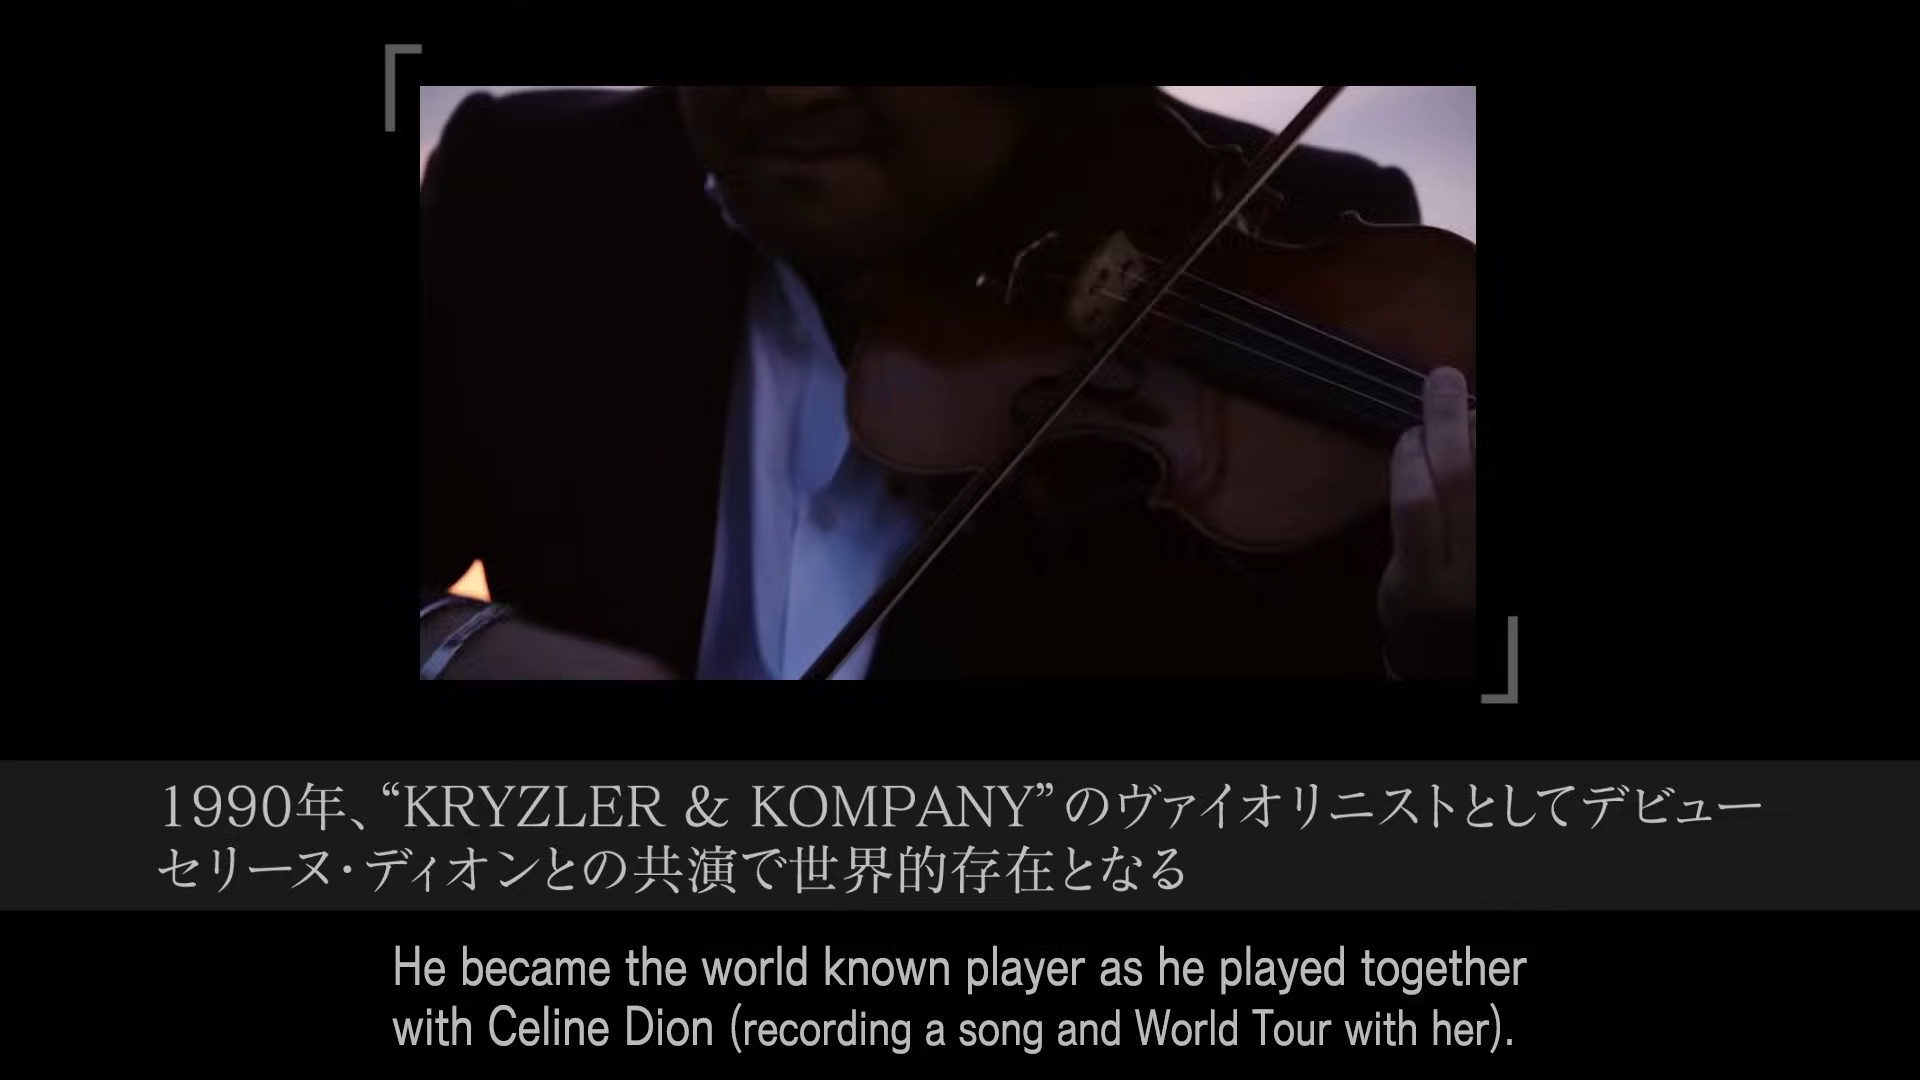 1990年、“KRYZLER & KOMPANY”のヴァイオリニストとしてデビュー
セリーヌ・ディオンとの共演で世界的存在となる
He became the world known player as he played together
with Celine Dion (recording a song and World Tour with her).